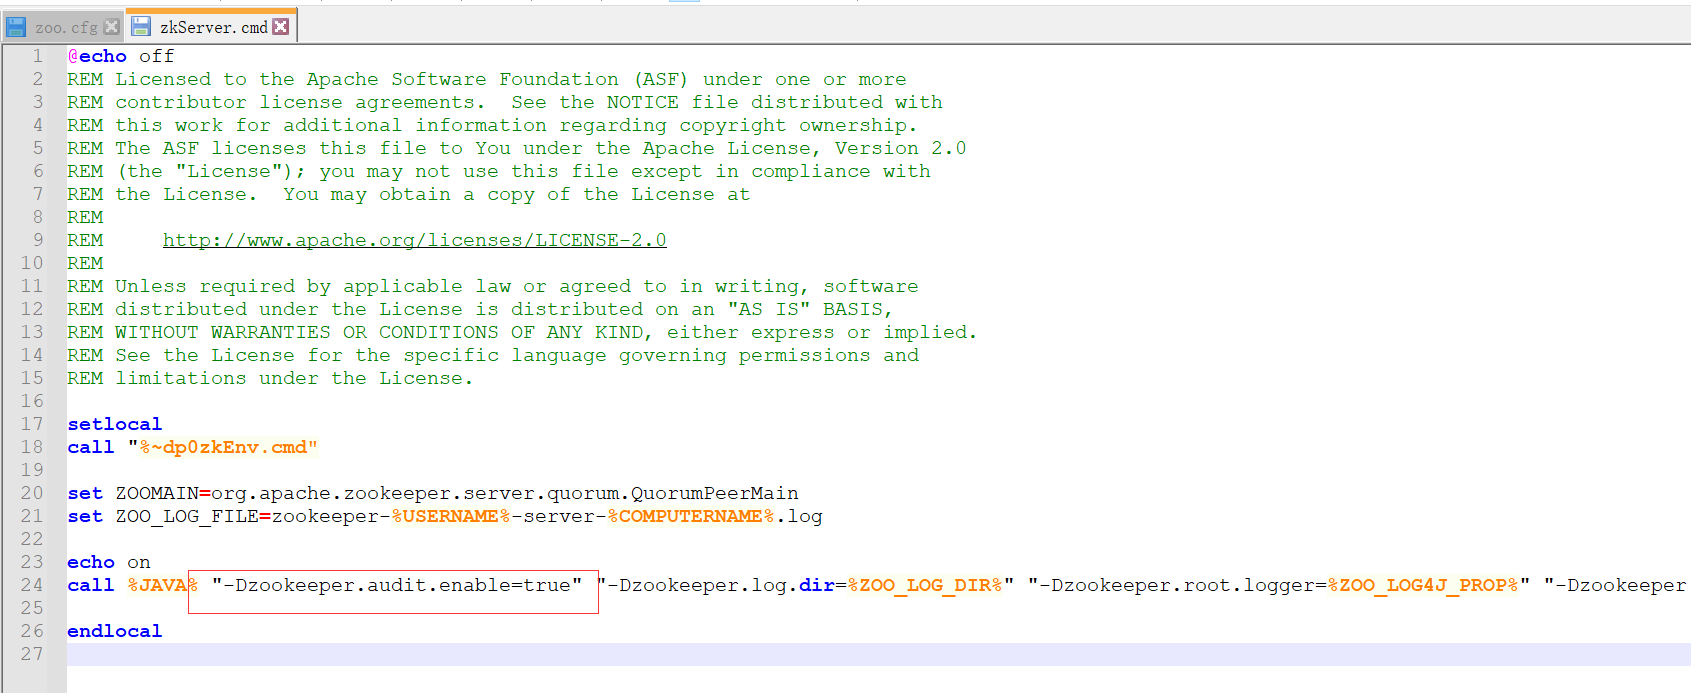 zoo.cfg zkServer.cmd
1 @echo off
2 REM Licensed to the Apache Software Foundation (ASF) under one or more
3 REM contributor license agreements.  See the NOTICE file distributed with
4 REM this work for additional information regarding copyright ownership.
5 REM The ASF licenses this file to You under the Apache License, Version 2.0
6 REM (the "License"); you may not use this file except in compliance with
7 REM the License.  You may obtain a copy of the License at
8 REM
9 REM     http://www.apache.org/licenses/LICENSE-2.0
10 REM
11 REM Unless required by applicable law or agreed to in writing, software
12 REM distributed under the License is distributed on an "AS IS" BASIS,
13 REM WITHOUT WARRANTIES OR CONDITIONS OF ANY KIND, either express or implied.
14 REM See the License for the specific language governing permissions and
15 REM limitations under the License.
16
17 setlocal
18 call "%~dp0zkEnv.cmd"
19
20 set ZOOMAIN=org.apache.zookeeper.server.quorum.QuorumPeerMain
21 set ZOO_LOG_FILE=zookeeper-%USERNAME%-server-%COMPUTERNAME%.log
22
23 echo on
24 call %JAVA% "-Dzookeeper.audit.enable=true" "-Dzookeeper.log.dir=%ZOO_LOG_DIR%" "-Dzookeeper.root.logger=%ZOO_LOG4J_PROP%" "-Dzookeeper
25
26 endlocal
27